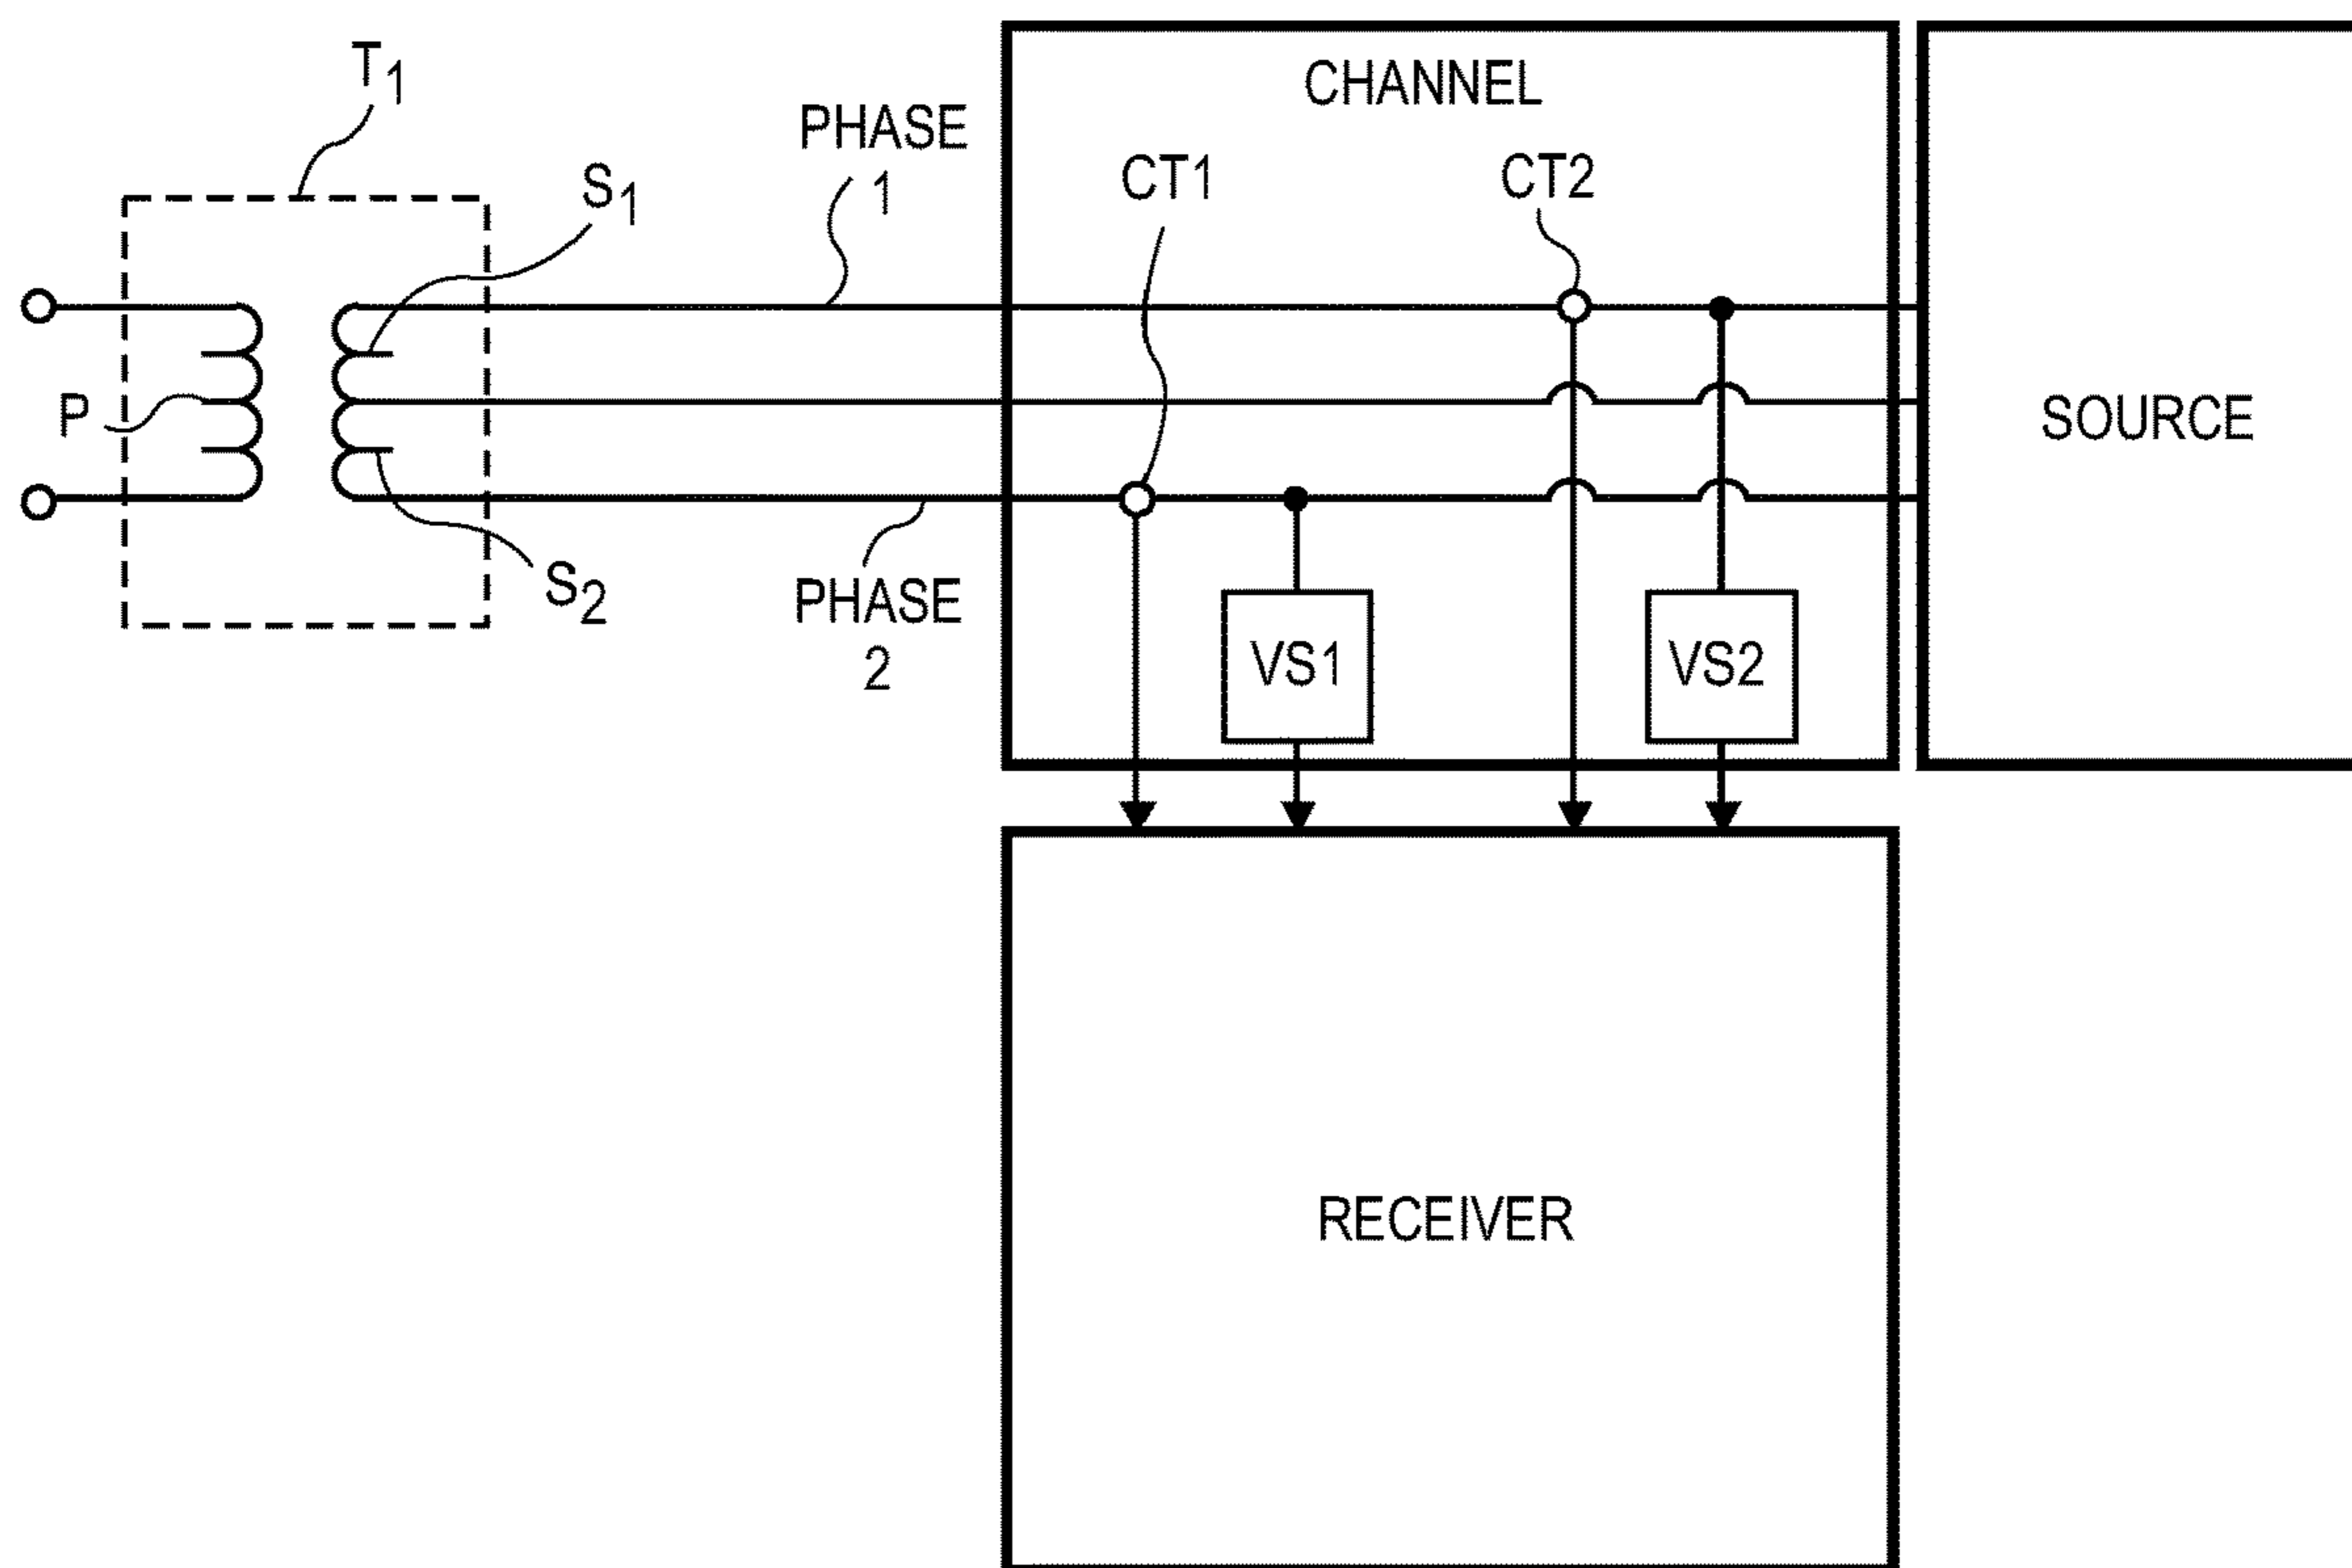 T1
CHANNEL
PHASE
1
CT1
CT2
S1
P
SOURCE
S2
PHASE
2
VS1
VS2
RECEIVER